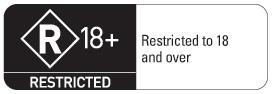 R 18+
RESTRICTED
Restricted to 18
and over